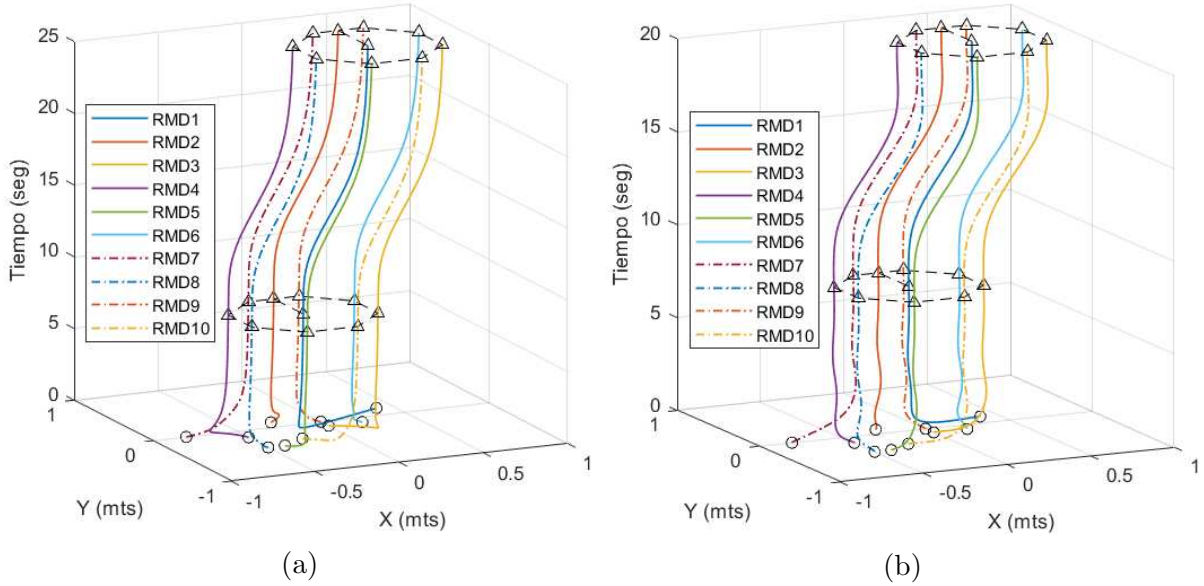 25
20
15
10
5
0
Tiempo (seg)
RMD1
RMD2
RMD3
RMD4
RMD5
RMD6
RMD7
RMD8
RMD9
RMD10
1
0
-1
Y (mts)
-1
-0.5
0
0.5
1
X (mts)
(a)
20
15
10
5
0
Tiempo (seg)
RMD1
RMD2
RMD3
RMD4
RMD5
RMD6
RMD7
RMD8
RMD9
RMD10
1
0
-1
Y (mts)
-1
-0.5
0
0.5
1
X (mts)
(b)